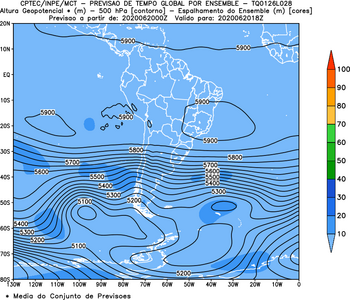 CPTEC/INPE/MCT - PREVISAO DE TEMPO GLOBAL POR ENSEMBLE - TQ0126L028
Altura Geopotencial * (m) - 500 hPa [contorno] - Espalhamento do Ensemble (m) [cores]
Previsao a partir de: 2020062000Z Valido para: 2020062018Z
20N
10N
EQ
10S
20S
30S
40S
50S
60S
70S
80S
130W 120W 110W 100W 90W 80W 70W 60W 50W 40W 30W 20W 10W 0
5900
5900
5900
5900
5900
5900
5800
5800
5700
5700
5600
5600
5500
5500
5400
5400
5300
5300
5200
5100
5400
5300
5200
5100
5100
5200
100
90
80
70
60
50
40
30
20
10
* Media do Conjunto de Previsoes